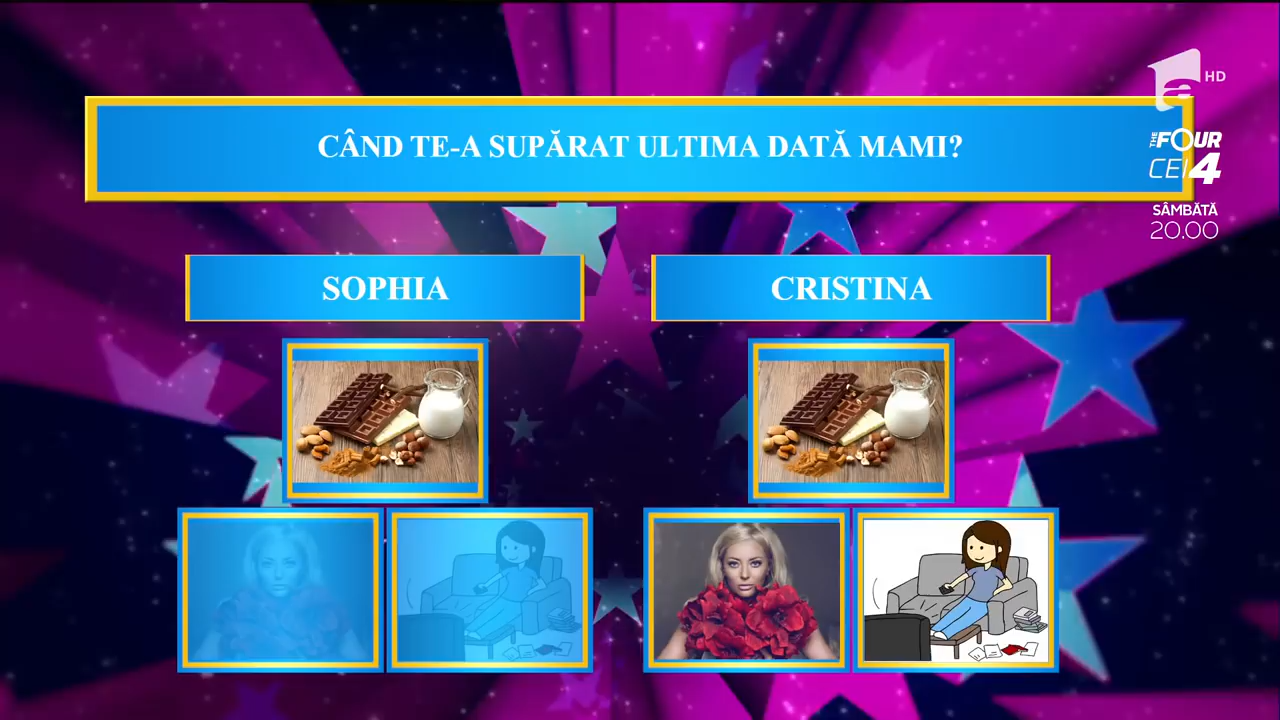 CÂND TE-A SUPĂRAT ULTIMA DATĂ MAMI?
HD
THE FOUR
CEI 4
SÂMBĂTĂ
20.00
SOPHIA
CRISTINA